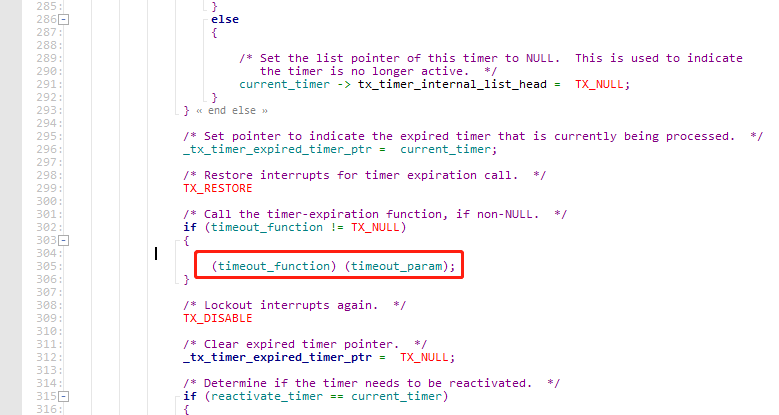 285: }
286: else
287: {
288:
289: /* Set the list pointer of this timer to NULL.  This is used to indicate
290: the timer is no longer active.  */
291: current_timer -> tx_timer_internal_list_head =  TX_NULL;
292: }
293: } « end else »
294:
295: /* Set pointer to indicate the expired timer that is currently being processed.  */
296: _tx_timer_expired_timer_ptr =  current_timer;
297:
298: /* Restore interrupts for timer expiration call.  */
299: TX_RESTORE
300:
301: /* Call the timer-expiration function, if non-NULL.  */
302: if (timeout_function != TX_NULL)
303: {
304:
305: (timeout_function) (timeout_param);
306: }
307:
308: /* Lockout interrupts again.  */
309: TX_DISABLE
310:
311: /* Clear expired timer pointer.  */
312: _tx_timer_expired_timer_ptr =  TX_NULL;
313:
314: /* Determine if the timer needs to be reactivated.  */
315: if (reactivate_timer == current_timer)
316: {